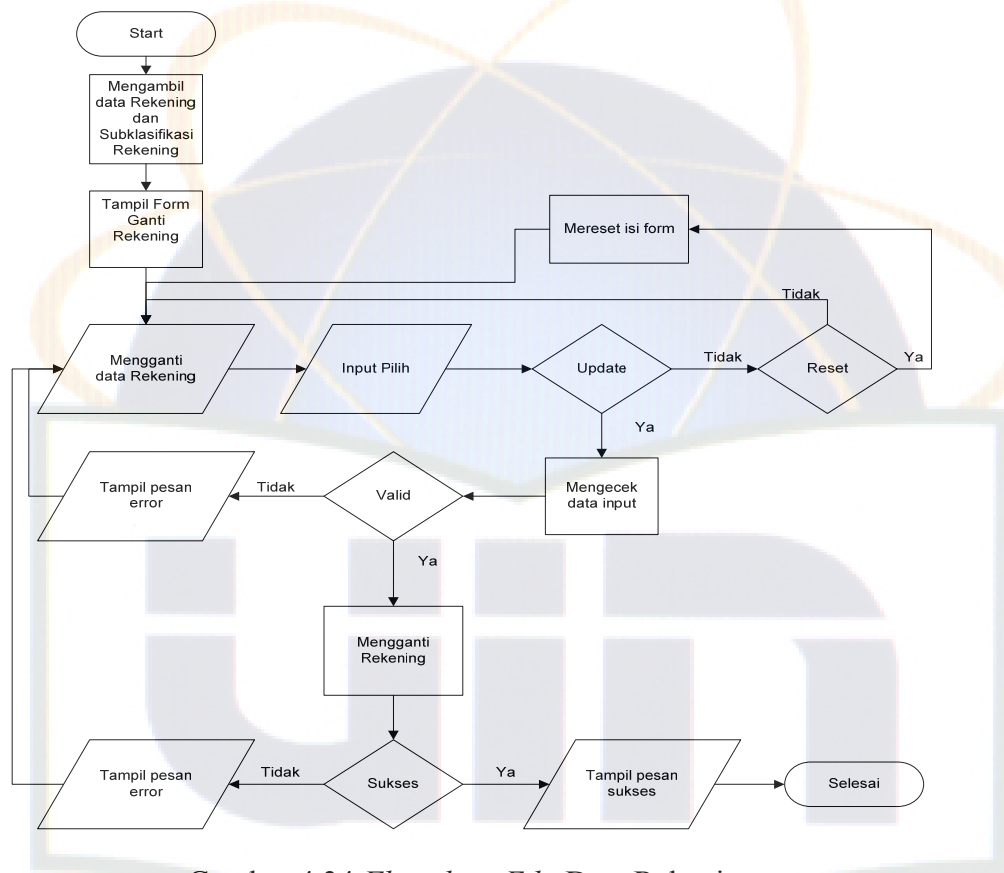 Start
Mengambil
data Rekening
dan
Subklasifikasi
Rekening
Tampil Form
Ganti
Rekening
Mereset isi form
Tidak
Mengganti
data Rekening
Input Pilih
Update
Tidak
Reset
Ya
Ya
Tampil pesan
error
Tidak
Valid
Mengecek
data input
Ya
Mengganti
Rekening
Tampil pesan
error
Tidak
Sukses
Ya
Tampil pesan
sukses
Selesai
uin